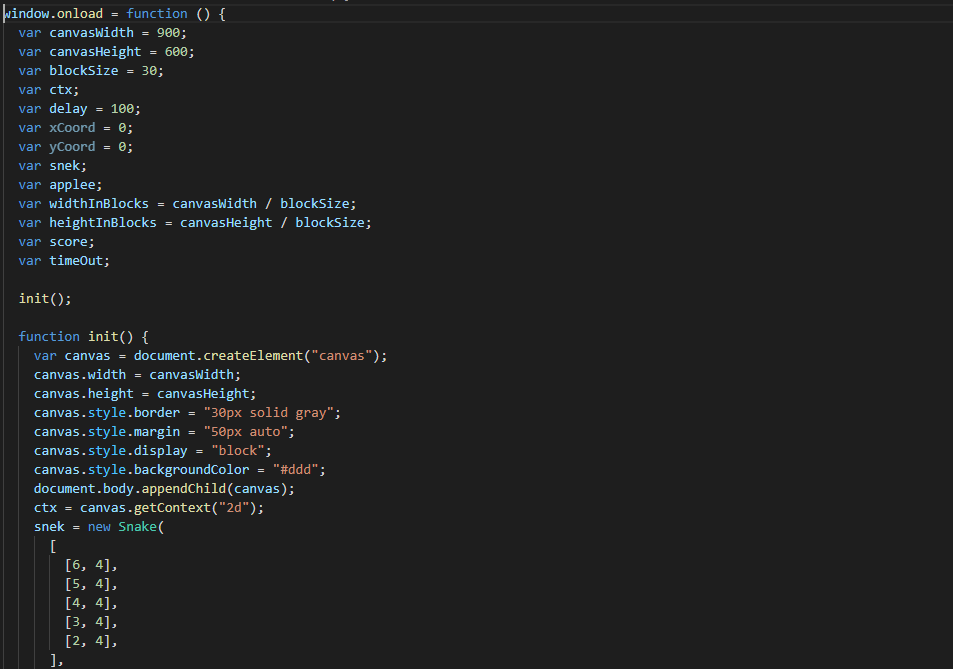 window.onload = function () {
var canvasWidth = 900;
var canvasHeight = 600;
var blockSize = 30;
var ctx;
var delay = 100;
var xCoord = 0;
var yCoord = 0;
var snek;
var applee;
var widthInBlocks = canvasWidth / blockSize;
var heightInBlocks = canvasHeight / blockSize;
var score;
var timeOut;
init();
function init() {
var canvas = document.createElement("canvas");
canvas.width = canvasWidth;
canvas.height = canvasHeight;
canvas.style.border = "30px solid gray";
canvas.style.margin = "50px auto";
canvas.style.display = "block";
canvas.style.backgroundColor = "#ddd";
document.body.appendChild(canvas);
ctx = canvas.getContext("2d");
snek = new Snake(
[
[6, 4],
[5, 4],
[4, 4],
[3, 4],
[2, 4],
],